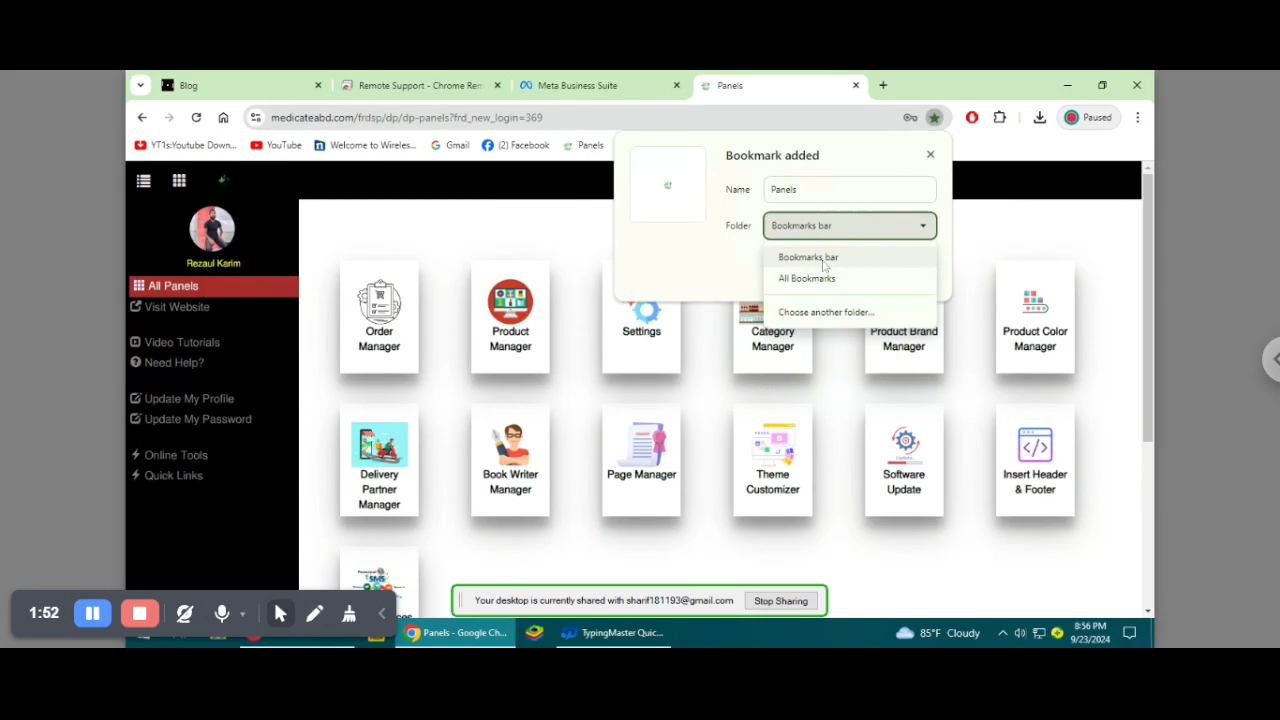 Blog
Remote Support - Chrome Rem
Meta Business Suite
Panels
medicateabd.com/frdsp/dp/dp-panels?frd_new_login=369
Paused
YT1s:Youtube Down...
YouTube
Welcome to Wireles...
Gmail
(2) Facebook
Panels
Bookmark added
Name
Panels
Folder
Bookmarks bar
Bookmarks bar
All Bookmarks
Choose another folder...
Rezaul Karim
All Panels
Visit Website
Video Tutorials
Need Help?
Update My Profile
Update My Password
Online Tools
Quick Links
Order
Manager
Product
Manager
Settings
Category
Manager
Product Brand
Manager
Product Color
Manager
Delivery
Partner
Manager
Book Writer
Manager
Page Manager
Theme
Customizer
Software
Update
Insert Header
& Footer
SMS
Your desktop is currently shared with sharif181193@gmail.com
Stop Sharing
1:52
Panels - Google Ch...
TypingMaster Quic...
85°F Cloudy
8:56 PM
9/23/2024